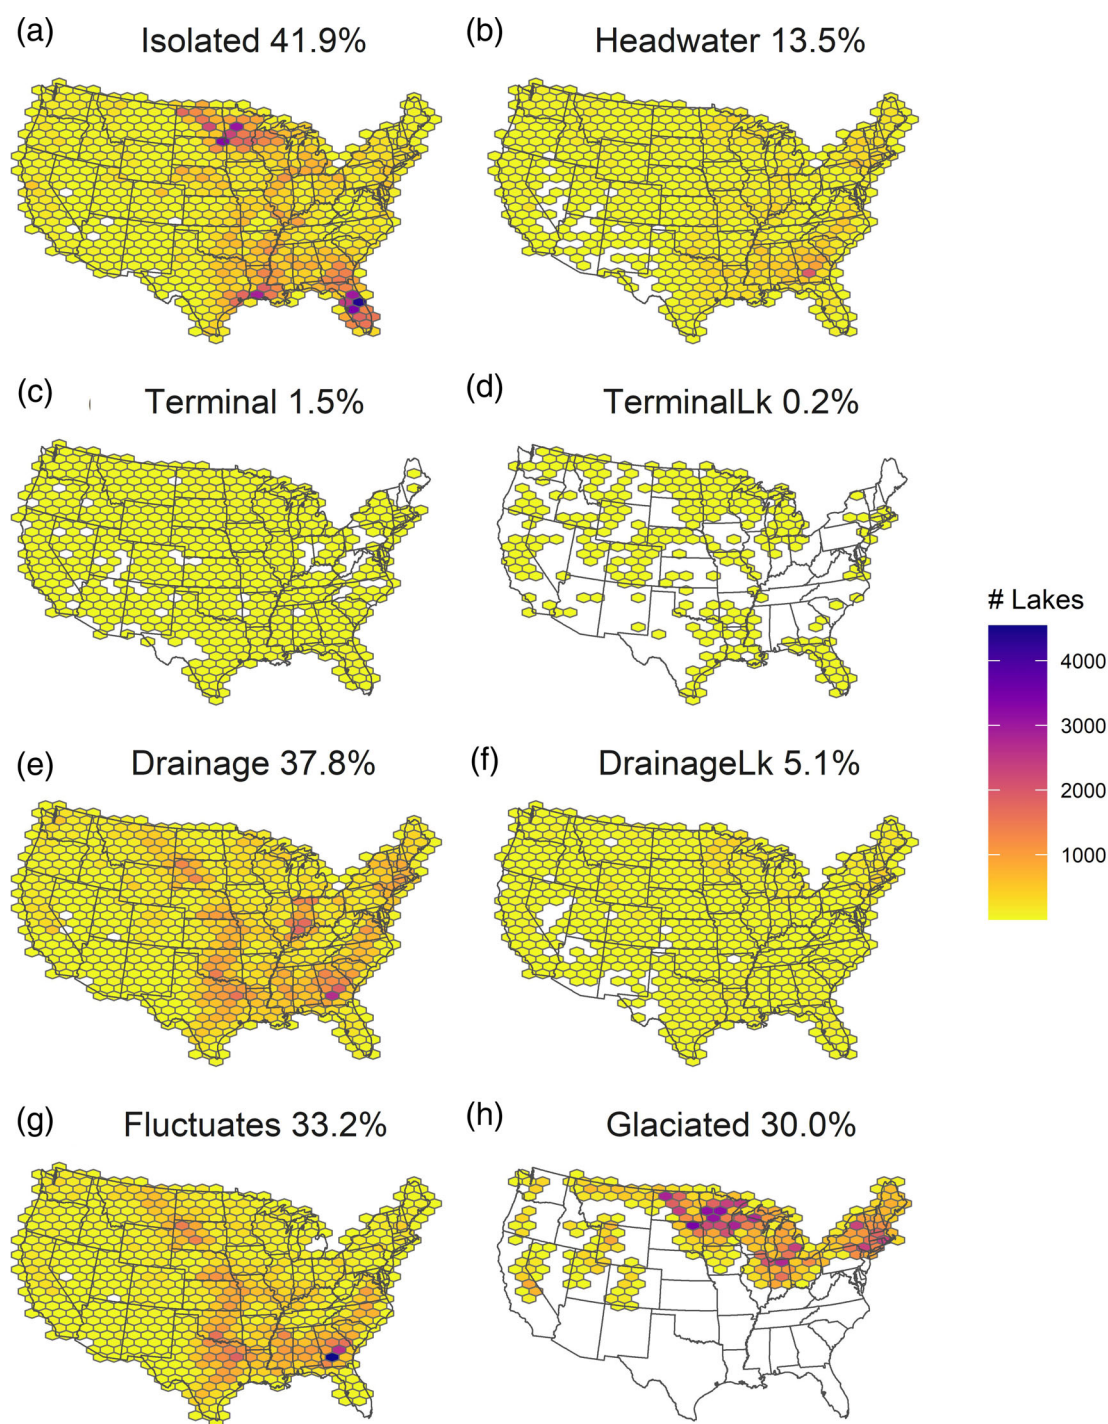 (a) Isolated 41.9%
(b) Headwater 13.5%
(c) Terminal 1.5%
(d) TerminalLk 0.2%
(e) Drainage 37.8%
(f) DrainageLk 5.1%
(g) Fluctuates 33.2%
(h) Glaciated 30.0%
# Lakes
4000
3000
2000
1000